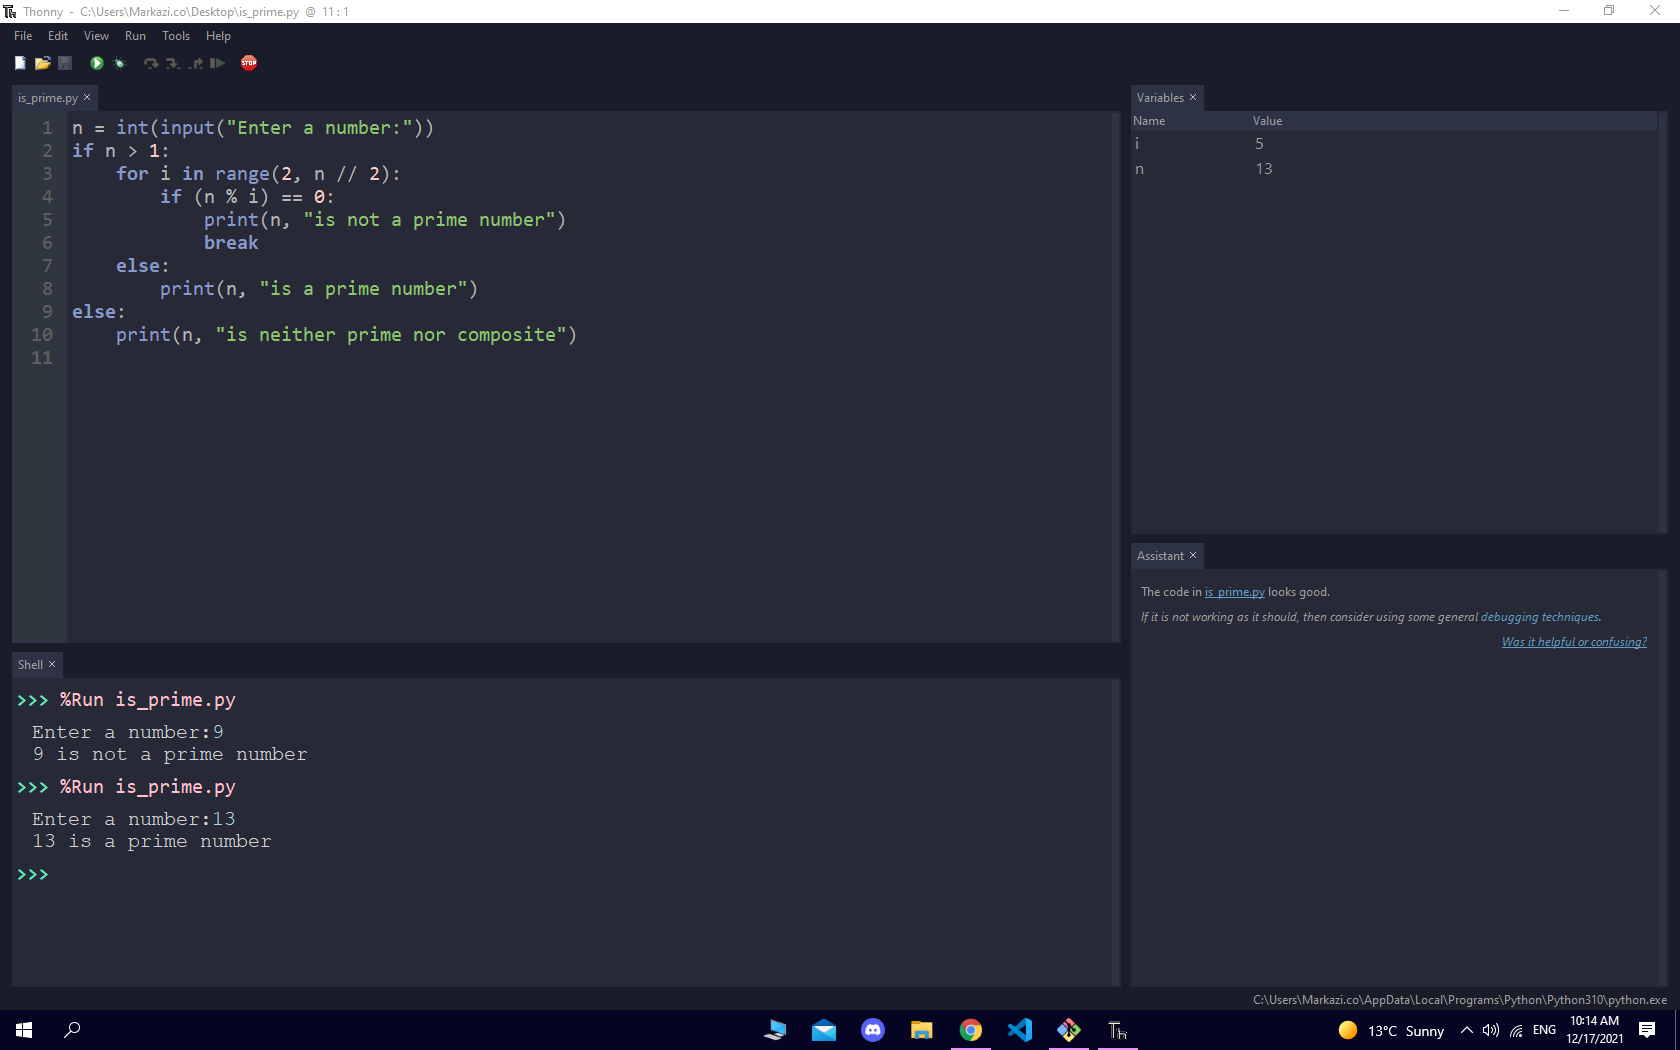 Thonny - C:\Users\Markazi.co\Desktop\is_prime.py @ 11 : 1
File Edit View Run Tools Help
STOP
is_prime.py ×
1 n = int(input("Enter a number:"))
2 if n > 1:
3     for i in range(2, n // 2):
4         if (n % i) == 0:
5             print(n, "is not a prime number")
6             break
7     else:
8         print(n, "is a prime number")
9 else:
10     print(n, "is neither prime nor composite")
11
Variables ×
Name Value
i 5
n 13
Assistant ×
The code in is_prime.py looks good.
If it is not working as it should, then consider using some general debugging techniques.
Was it helpful or confusing?
Shell ×
>>> %Run is_prime.py
Enter a number:9
9 is not a prime number
>>> %Run is_prime.py
Enter a number:13
13 is a prime number
>>>
C:\Users\Markazi.co\AppData\Local\Programs\Python\Python310\python.exe
13°C Sunny ENG
10:14 AM
12/17/2021